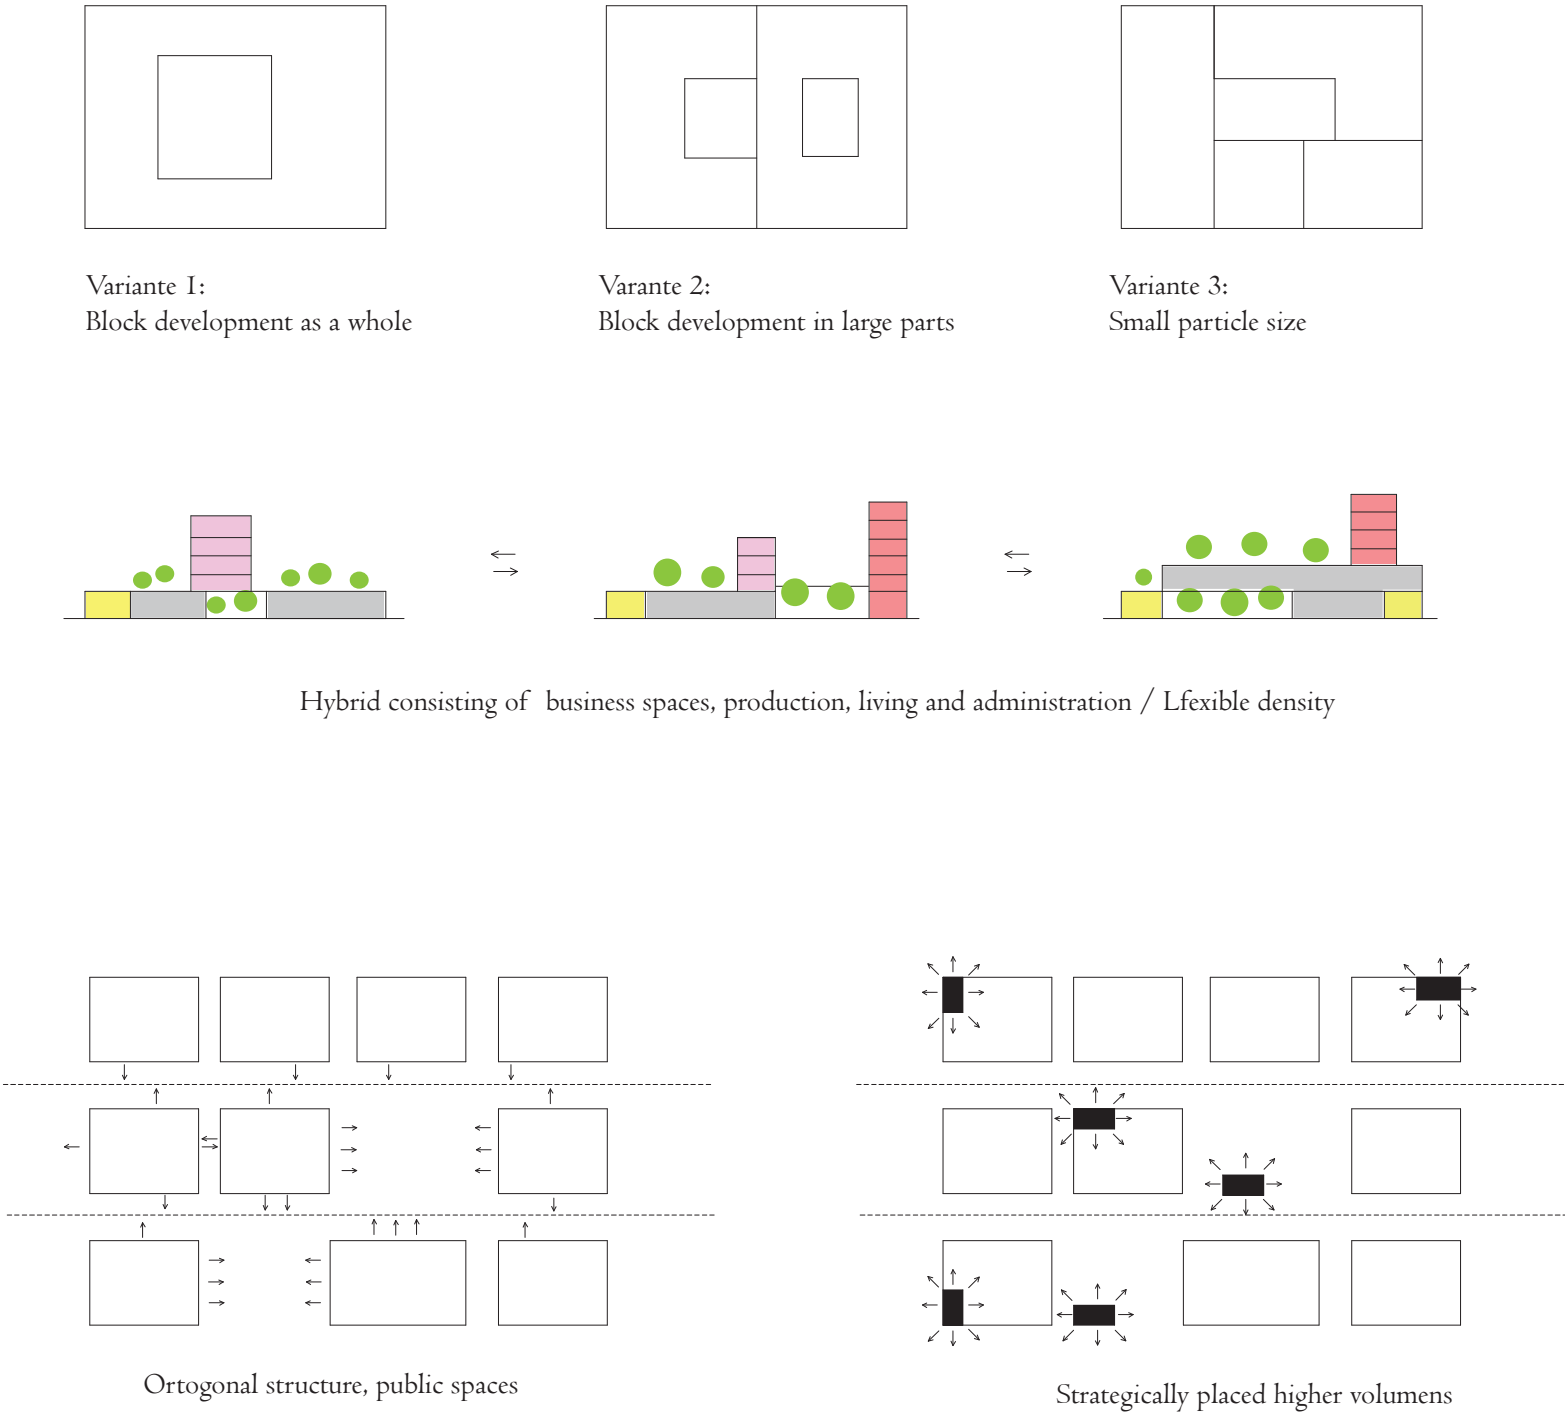 Variante 1:
Block development as a whole
Varante 2:
Block development in large parts
Variante 3:
Small particle size
Hybrid consisting of business spaces, production, living and administration / Lfexible density
Ortogonal structure, public spaces
Strategically placed higher volumens